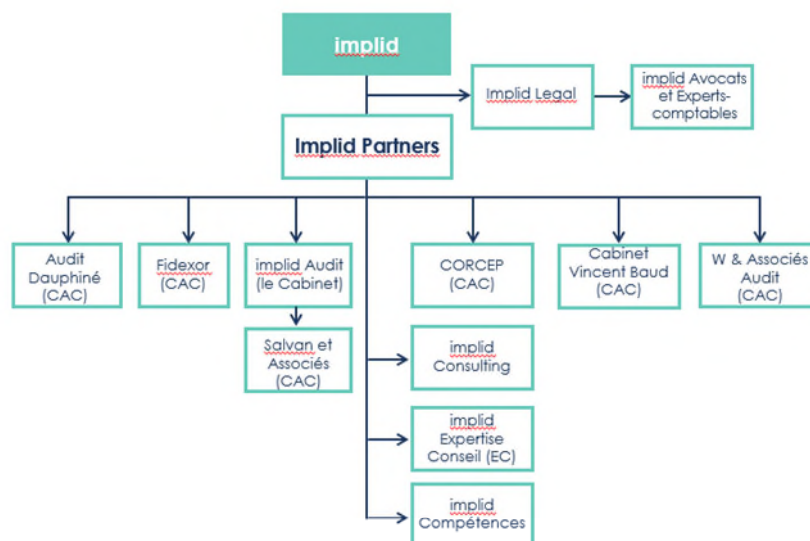 implid
Implid Legal
implid Avocats
et Experts-
comptables
Implid Partners
Audit
Dauphiné
(CAC)
Fidexor
(CAC)
implid Audit
(le Cabinet)
CORCEP
(CAC)
Cabinet
Vincent Baud
(CAC)
W & Associés
Audit
(CAC)
Salvan et
Associés
(CAC)
implid
Consulting
implid
Expertise
Conseil (EC)
implid
Compétences